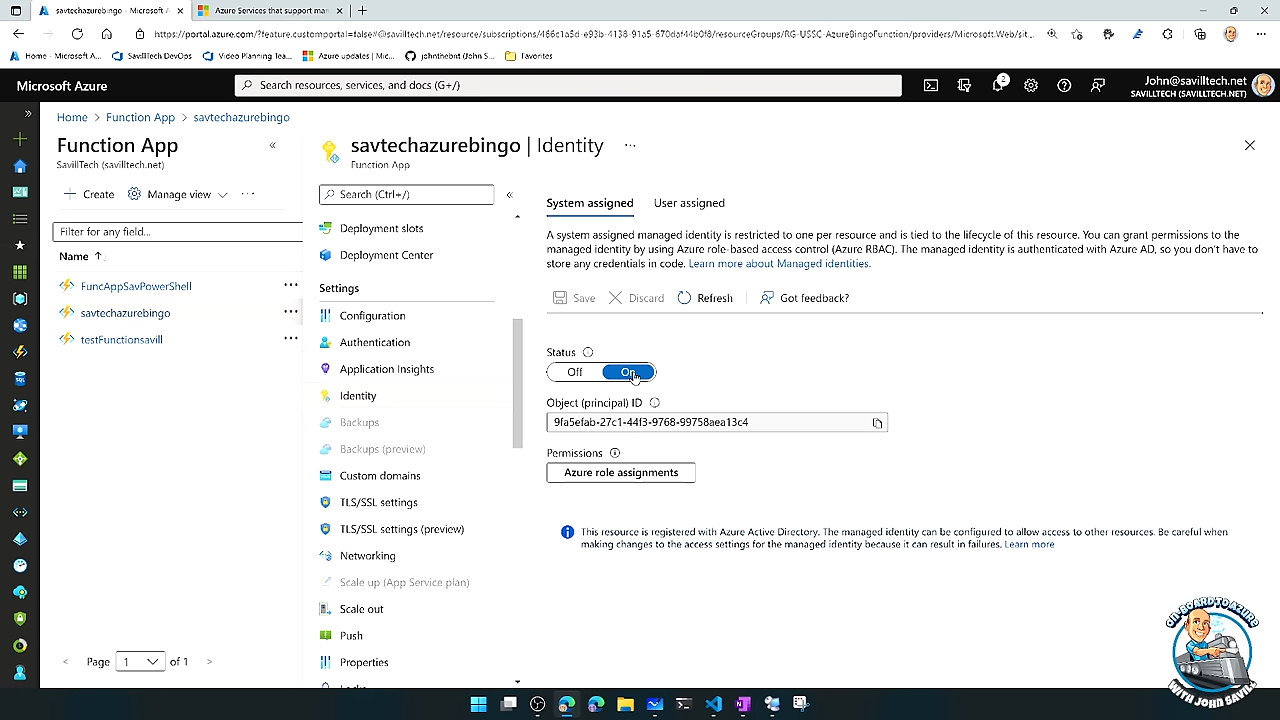 savtechazurebingo - Microsoft A
Azure Services that support man
https://portal.azure.com/?feature.customportal=false#@savilltech.net/resource/subscriptions/466c1a5d-e93b-4138-91a5-670daf44b0f8/resourceGroups/RG-USSC-AzureBingoFunction/providers/Microsoft.Web/sit...
Home - Microsoft A...
SavillTech DevOps
Video Planning Tea...
Azure updates | Mic...
johnthebrit (John S...
Favorites
Microsoft Azure
Search resources, services, and docs (G+/)
2
John@savilltech.net
SAVILLTECH (SAVILLTECH.NET)
Home > Function App > savtechazurebingo
Function App
SavillTech (savilltech.net)
Create
Manage view
Filter for any field...
Name ↑
FuncAppSavPowerShell
savtechazurebingo
testFunctionsavill
< Page 1 of 1 >
savtechazurebingo | Identity
Function App
Search (Ctrl+/)
Deployment slots
Deployment Center
Settings
Configuration
Authentication
Application Insights
Identity
Backups
Backups (preview)
Custom domains
TLS/SSL settings
TLS/SSL settings (preview)
Networking
Scale up (App Service plan)
Scale out
Push
Properties
System assigned
User assigned
A system assigned managed identity is restricted to one per resource and is tied to the lifecycle of this resource. You can grant permissions to the
managed identity by using Azure role-based access control (Azure RBAC). The managed identity is authenticated with Azure AD, so you don't have to
store any credentials in code. Learn more about Managed identities.
Save
Discard
Refresh
Got feedback?
Status
Off
On
Object (principal) ID
9fa5efab-27c1-44f3-9768-99758aea13c4
Permissions
Azure role assignments
This resource is registered with Azure Active Directory. The managed identity can be configured to allow access to other resources. Be careful when
making changes to the access settings for the managed identity because it can result in failures. Learn more
ON-BOARD TO AZURE
WITH JOHN SAVILL